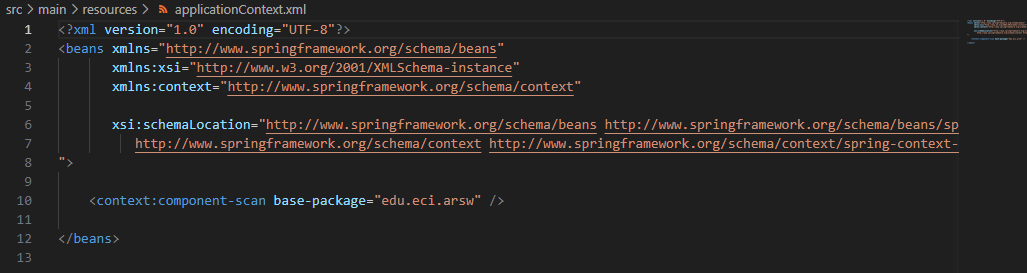 src > main > resources > applicationContext.xml
1 <?xml version="1.0" encoding="UTF-8"?>
2 <beans xmlns="http://www.springframework.org/schema/beans"
3 xmlns:xsi="http://www.w3.org/2001/XMLSchema-instance"
4 xmlns:context="http://www.springframework.org/schema/context"
5
6 xsi:schemaLocation="http://www.springframework.org/schema/beans http://www.springframework.org/schema/beans/sp
7 http://www.springframework.org/schema/context http://www.springframework.org/schema/context/spring-context-
8 ">
9
10 <context:component-scan base-package="edu.eci.arsw" />
11
12 </beans>
13